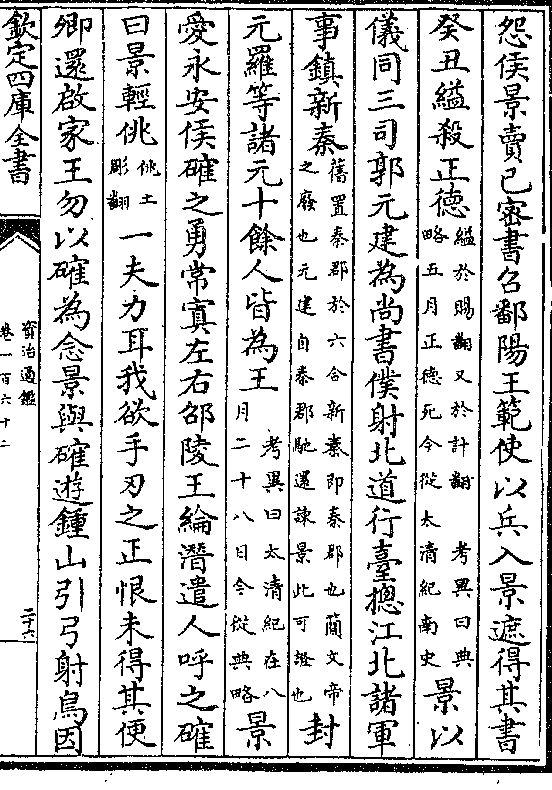 怨侯景賣己密書召鄱陽王範使以兵入景遮得其書
癸丑縊殺正德縊於賜翻又於計翻 考異曰典略五月正德死今從太清紀南史景以
儀同三司郭元建為尚書僕射北道行臺揔江北諸軍
事鎮新秦舊置秦郡於六合新秦即秦郡也簡文帝之廢也元建自秦郡馳還諫景此可證也封
元羅等諸元十餘人皆為王考異曰太清紀在八月二十八日今從典略景
愛永安侯確之勇常寘左右邵陵王綸潛遣人呼之確
曰景輕佻佻土彫翻一夫力耳我欲手刃之正恨未得其便
卿還啟家王勿以確為念景與確遊鍾山引弓射鳥因
欽定四庫全書
資治通鑑
卷一百六十二
二十六